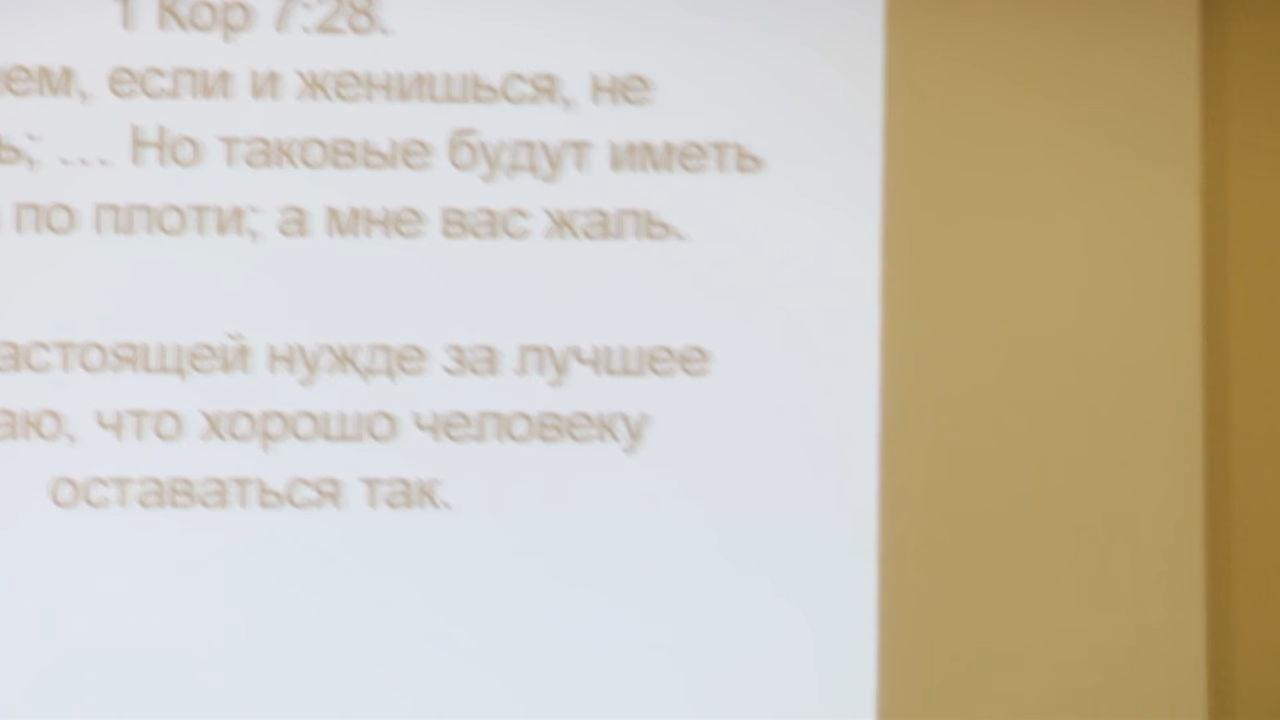 1 Кор 7:28.
ем, если и женишься, не
ь; ... Но таковые будут иметь
по плоти; а мне вас жаль.
астоящей нужде за лучшее
аю, что хорошо человеку
оставаться так.